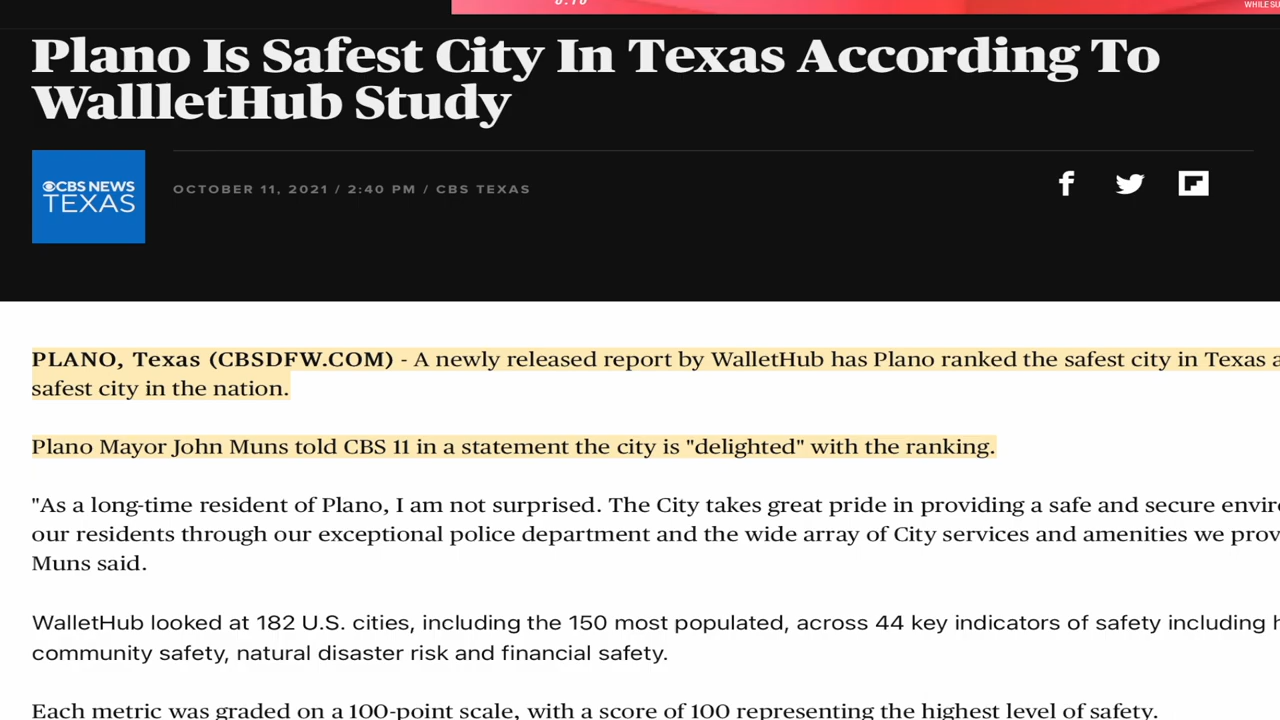 WHILE SU
Plano Is Safest City In Texas According To
WallletHub Study
CBS NEWS
TEXAS
OCTOBER 11, 2021 / 2:40 PM / CBS TEXAS
PLANO, Texas (CBSDFW.COM) - A newly released report by WalletHub has Plano ranked the safest city in Texas a
safest city in the nation.
Plano Mayor John Muns told CBS 11 in a statement the city is "delighted" with the ranking.
"As a long-time resident of Plano, I am not surprised. The City takes great pride in providing a safe and secure envir
our residents through our exceptional police department and the wide array of City services and amenities we prov
Muns said.
WalletHub looked at 182 U.S. cities, including the 150 most populated, across 44 key indicators of safety including h
community safety, natural disaster risk and financial safety.
Each metric was graded on a 100-point scale, with a score of 100 representing the highest level of safety.